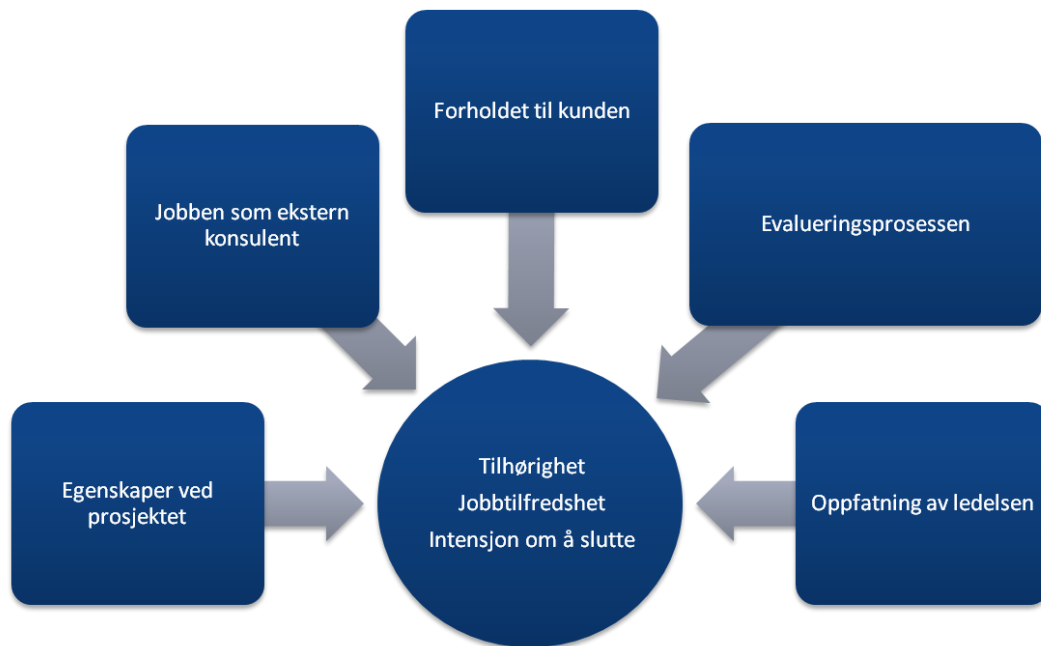 Forholdet til kunden
Jobben som ekstern
konsulent
Evalueringsprosessen
Egenskaper ved
prosjektet
Tilhørighet
Jobbtilfredshet
Intensjon om å slutte
Oppfatning av ledelsen